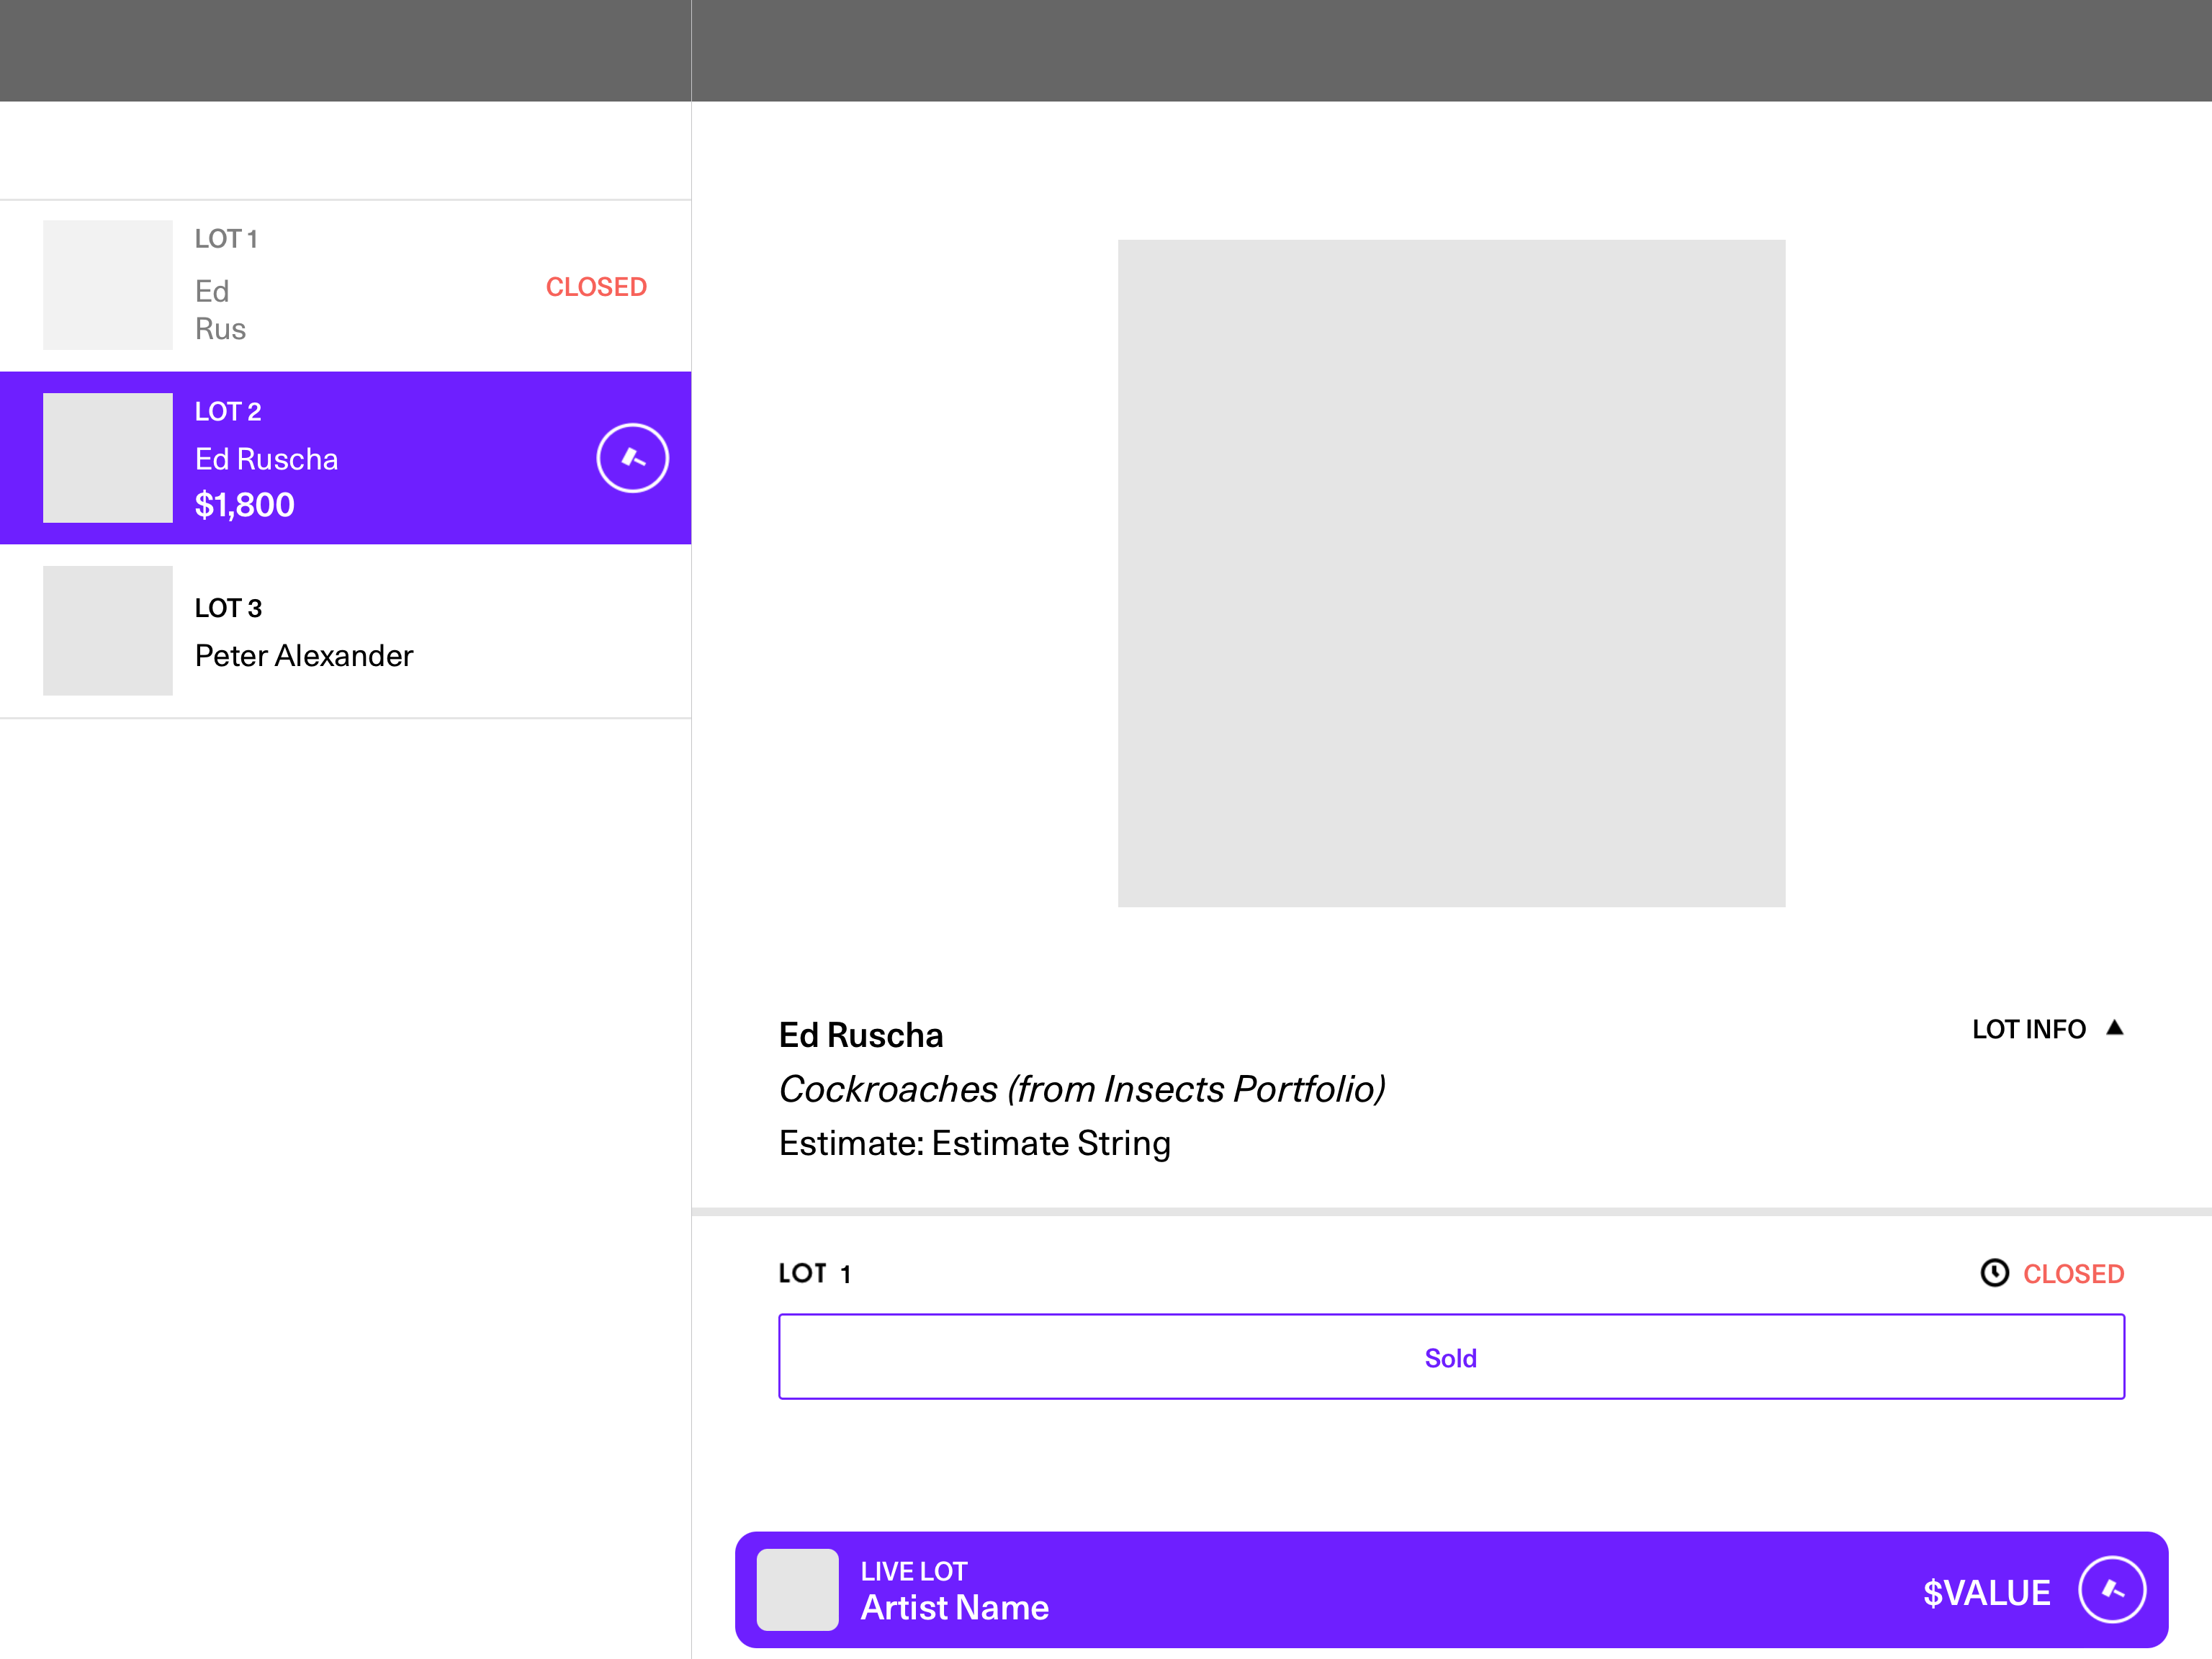 LOT 1
Ed
Rus
CLOSED
LOT 2
Ed Ruscha
$1,800
LOT 3
Peter Alexander
Ed Ruscha
LOT INFO
Cockroaches (from Insects Portfolio)
Estimate: Estimate String
LOT 1
CLOSED
Sold
LIVE LOT
Artist Name
$VALUE